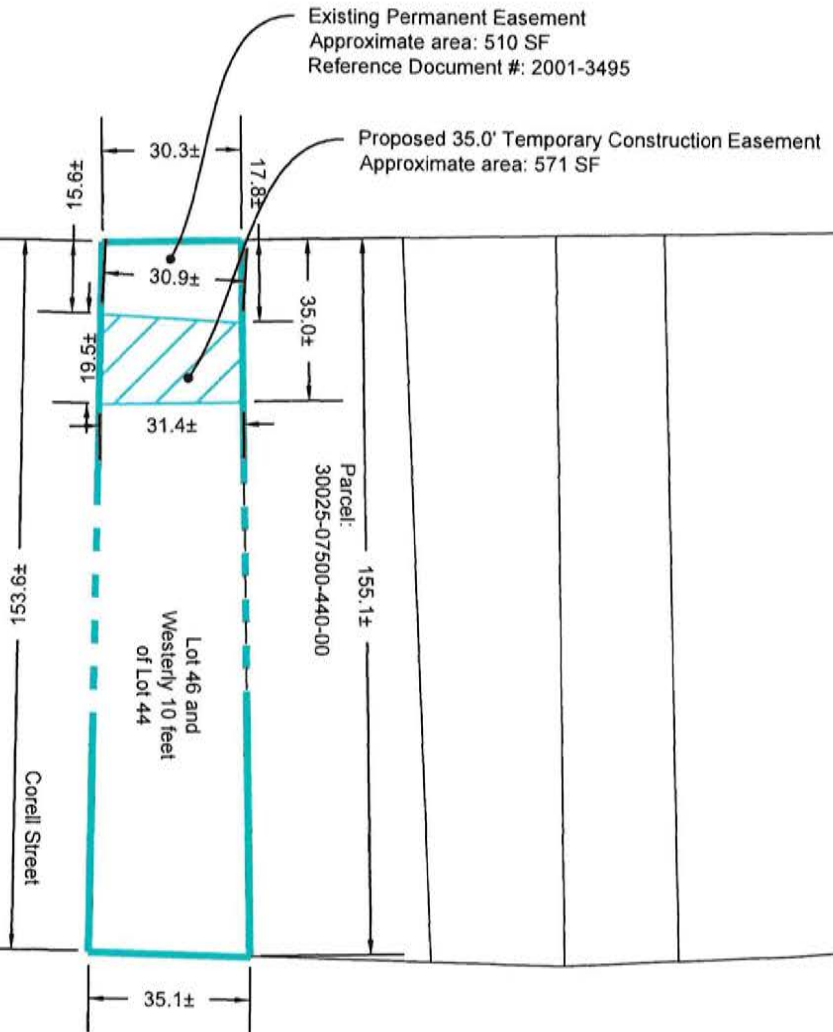 Existing Permanent Easement
Approximate area: 510 SF
Reference Document #: 2001-3495
Proposed 35.0' Temporary Construction Easement
Approximate area: 571 SF
30.3±
15.6±
17.8±
30.9±
35.0±
19.5±
31.4±
Parcel:
30025-07500-440-00
155.1±
153.6±
Lot 46 and
Westerly 10 feet
of Lot 44
Corell Street
35.1±